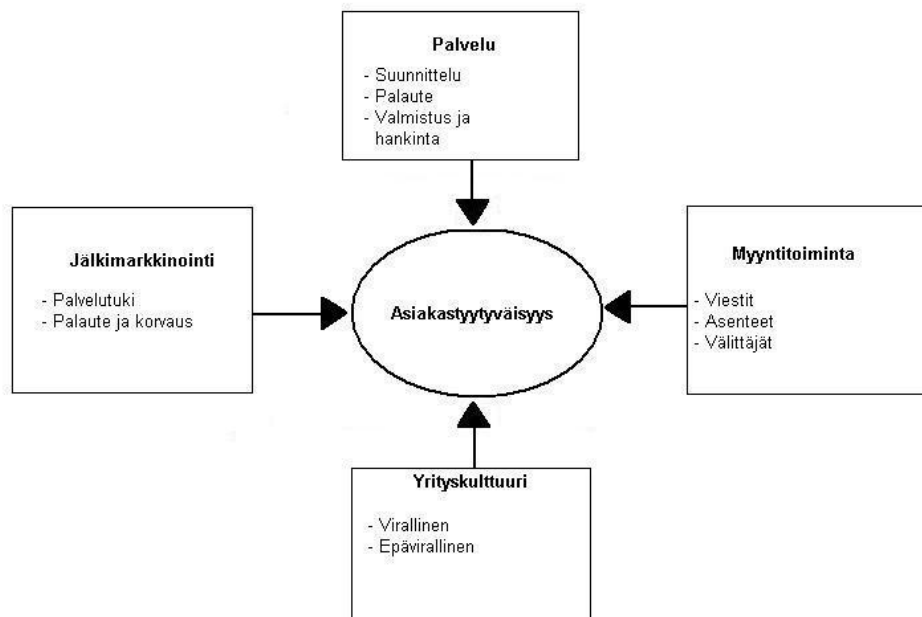 Palvelu
- Suunnittelu
- Palaute
- Valmistus ja
hankinta
Jälkimarkkinointi
- Palvelutuki
- Palaute ja korvaus
Asiakastyytyväisyys
Myyntitoiminta
- Viestit
- Asenteet
- Välittäjät
Yrityskulttuuri
- Virallinen
- Epävirallinen